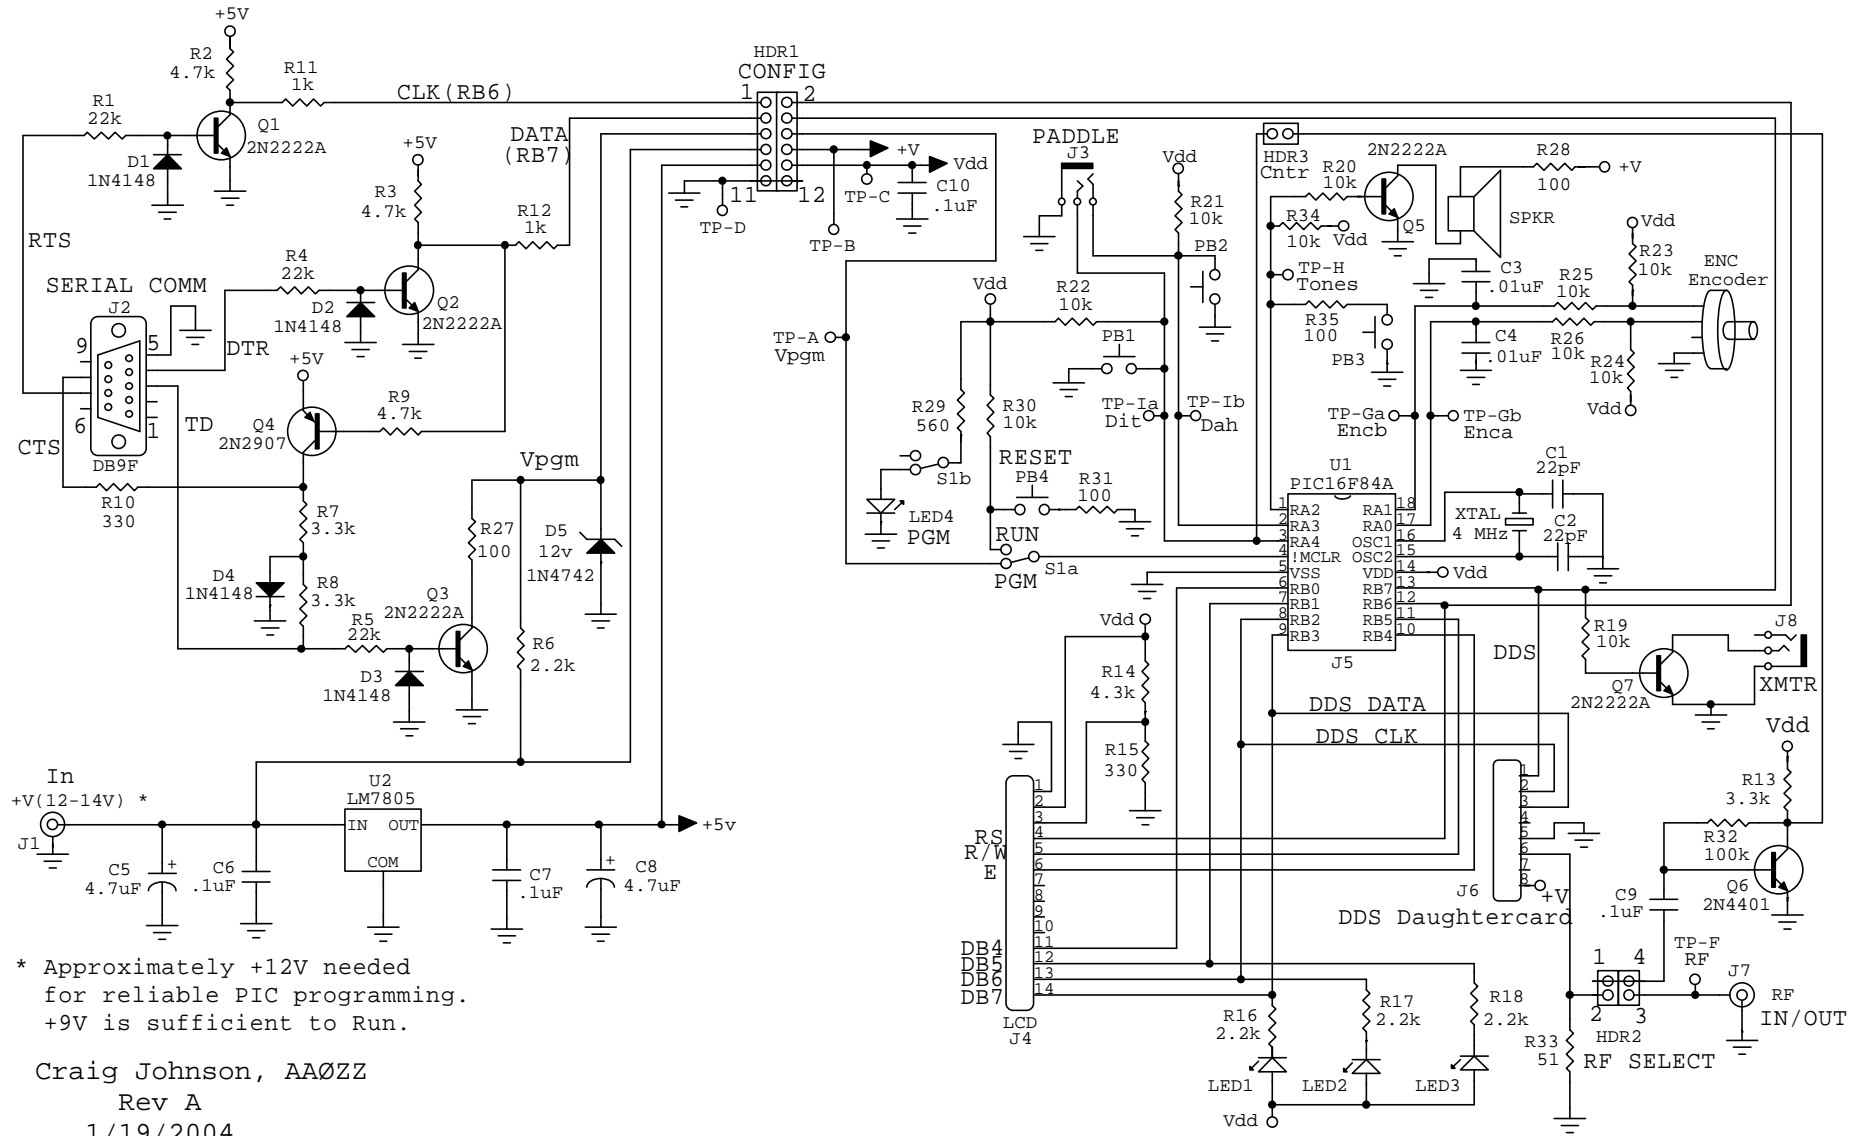 +5V
R2
4.7k
R11
1k
CLK(RB6)
HDR1
CONFIG
1
2
R1
22k
Q1
2N2222A
D1
1N4148
+5V
DATA
(RB7)
R3
4.7k
R12
1k
11
12
TP-D
TP-B
TP-C
+V
Vdd
C10
.1uF
PADDLE
J3
Vdd
R21
10k
PB2
HDR3
Cntr
R20
10k
2N2222A
Q5
R34
10k
Vdd
R28
100
+V
SPKR
TP-H
Tones
R35
100
PB3
C3
.01uF
C4
.01uF
R25
10k
R26
10k
Vdd
R23
10k
R24
10k
Vdd
ENC
Encoder
RTS
SERIAL COMM
J2
9
5
6
1
DB9F
DTR
TD
CTS
R4
22k
D2
1N4148
Q2
2N2222A
+5V
Q4
2N2907
R9
4.7k
R10
330
R7
3.3k
D4
1N4148
R8
3.3k
R5
22k
D3
1N4148
Q3
2N2222A
Vpgm
R27
100
D5
12v
1N4742
R6
2.2k
TP-A
Vpgm
Vdd
R22
10k
PB1
R29
560
R30
10k
S1b
LED4
PGM
RESET
PB4
R31
100
RUN
PGM
S1a
TP-Ia
Dit
TP-Ib
Dah
TP-Ga
Encb
TP-Gb
Enca
U1
PIC16F84A
1 RA2 RA1 18
2 RA3 RA0 17
3 RA4 OSC1 16
4 !MCLR OSC2 15
5 VSS VDD 14
6 RB0 RB7 13
7 RB1 RB6 12
8 RB2 RB5 11
9 RB3 RB4 10
J5
Vdd
XTAL
4 MHz
C1
22pF
C2
22pF
Vdd
R14
4.3k
R15
330
DDS
DDS DATA
DDS CLK
R19
10k
Q7
2N2222A
J8
XMTR
Vdd
R13
3.3k
R32
100k
Q6
2N4401
C9
.1uF
In
+V(12-14V) *
J1
U2
LM7805
IN OUT
COM
+5v
C5
4.7uF
+
C6
.1uF
C7
.1uF
C8
4.7uF
+
1
2
3
4
5
6
7
8
9
10
11
12
13
14
RS
R/W
E
DB4
DB5
DB6
DB7
LCD
J4
1
2
3
4
5
6
7
8
J6
+V
DDS Daughtercard
TP-F
RF
J7
RF
IN/OUT
1
4
2
3
HDR2
RF SELECT
R33
51
R16
2.2k
R17
2.2k
R18
2.2k
LED1
LED2
LED3
Vdd
* Approximately +12V needed
for reliable PIC programming.
+9V is sufficient to Run.
Craig Johnson, AAØZZ
Rev A
1/19/2004